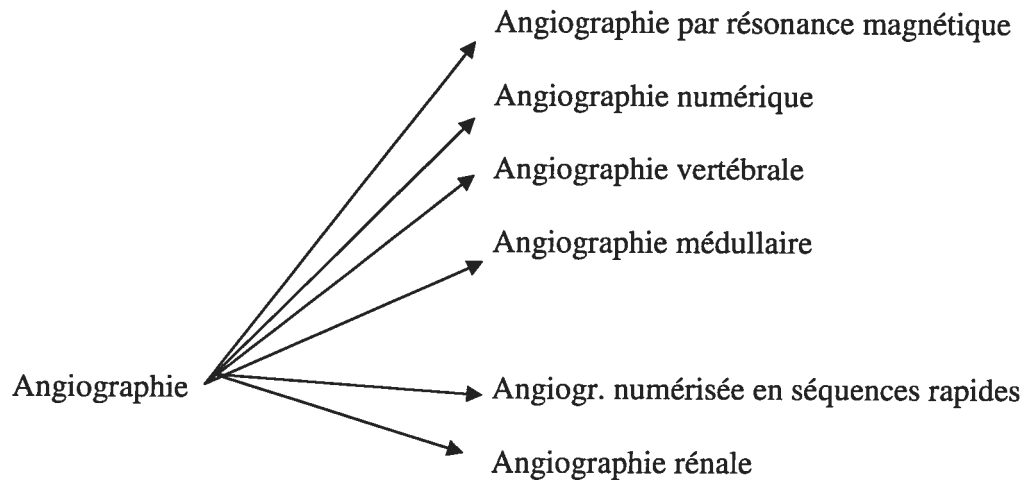 Angiographie par résonance magnétique
Angiographie numérique
Angiographie vertébrale
Angiographie médullaire
Angiographie
Angiogr. numérisée en séquences rapides
Angiographie rénale